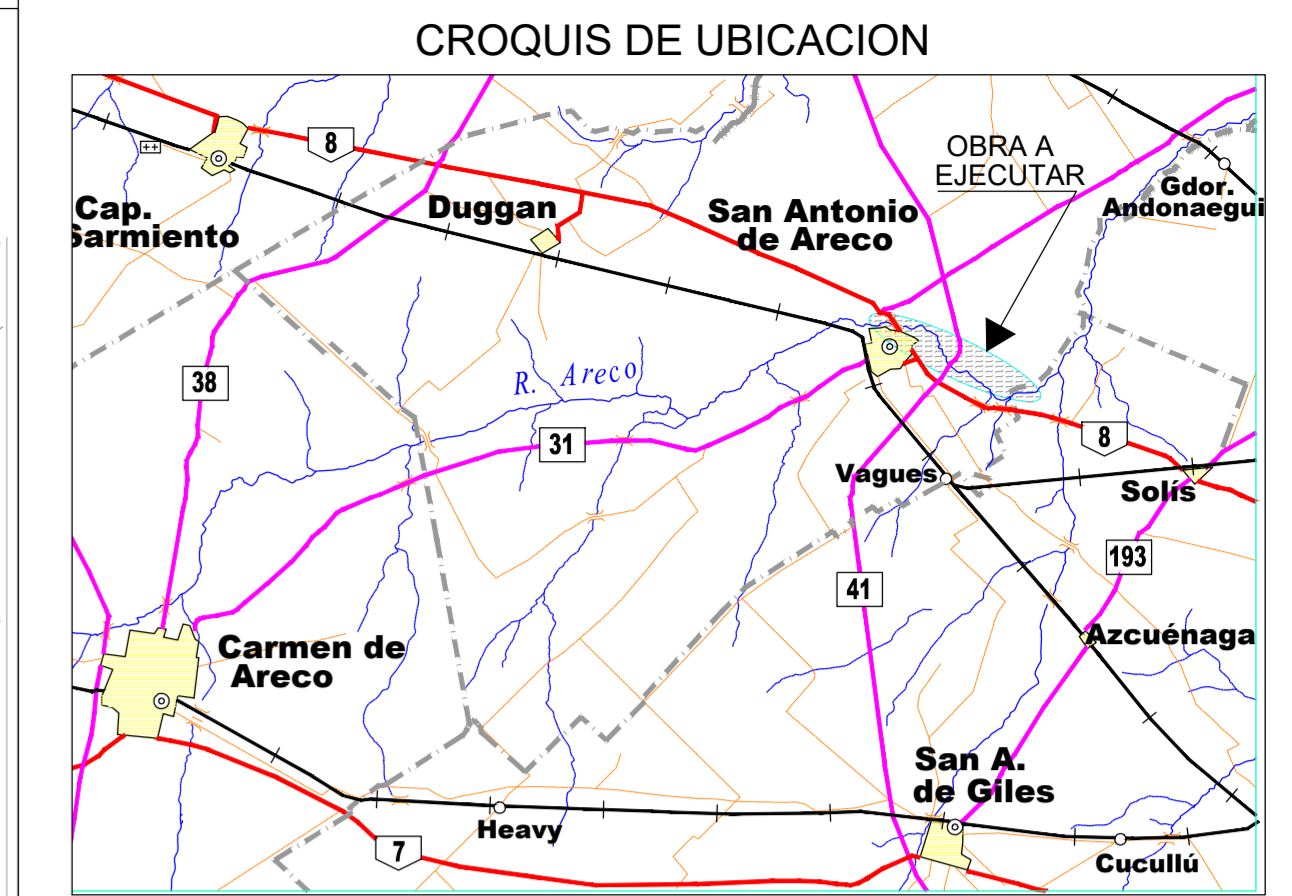 CROQUIS DE UBICACION
8
OBRA A
EJECUTAR
Cap.
Sarmiento
Duggan
San Antonio
de Areco
Gdor.
Andonaegui
38
R. Areco
31
8
Vagues
Solís
193
41
Carmen de
Areco
Azcuénaga
San A.
de Giles
Heavy
7
Cucullú